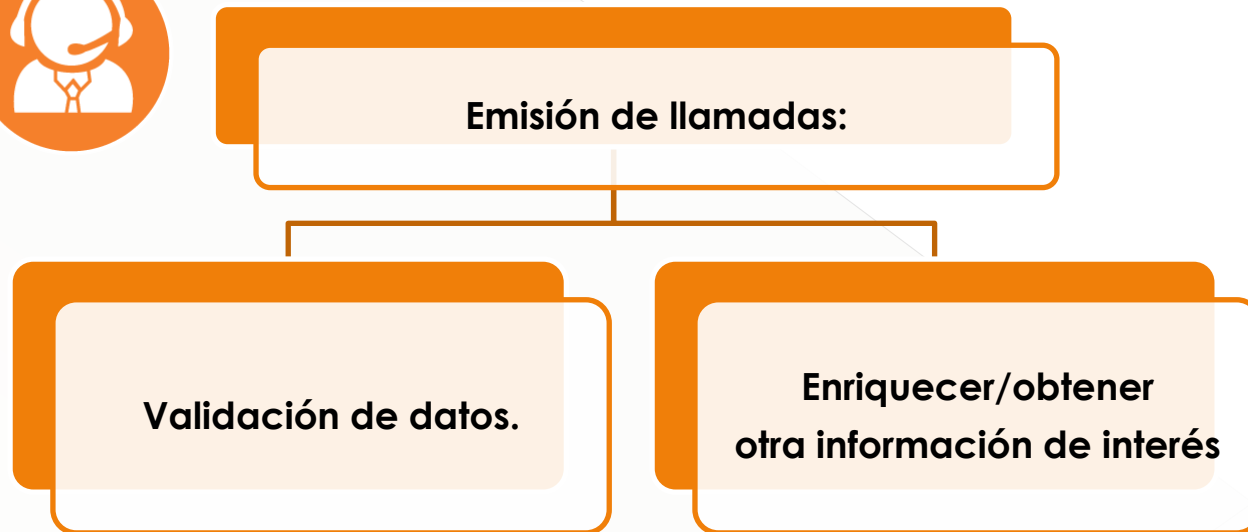 Emisión de llamadas:
Validación de datos.
Enriquecer/obtener
otra información de interés